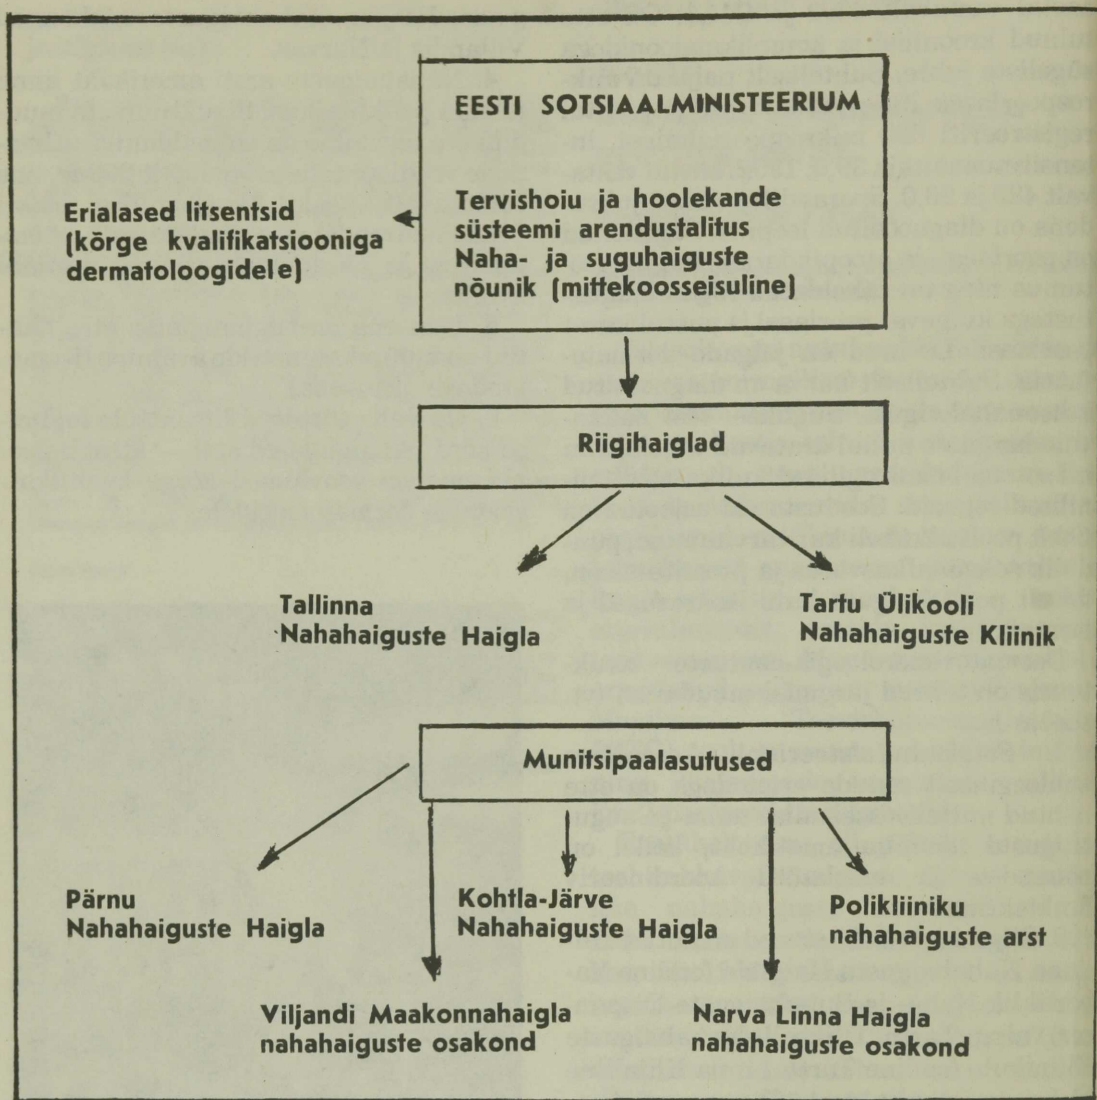 EESTI SOTSIAALMINISTEERIUM
Tervishoiu ja hoolekande
süsteemi arendustalitus
Naha- ja suguhaiguste
nõunik (mittekoosseisuline)
Erialased litsentsid
(kõrge kvalifikatsiooniga
dermatoloogidele)
Riigihaiglad
Tallinna
Nahahaiguste Haigla
Tartu Ülikooli
Nahahaiguste Kliinik
Munitsipaalasutused
Pärnu
Nahahaiguste Haigla
Kohtla-Järve
Nahahaiguste Haigla
Polikliiniku
nahahaiguste arst
Viljandi Maakonnahaigla
nahahaiguste osakond
Narva Linna Haigla
nahahaiguste osakond